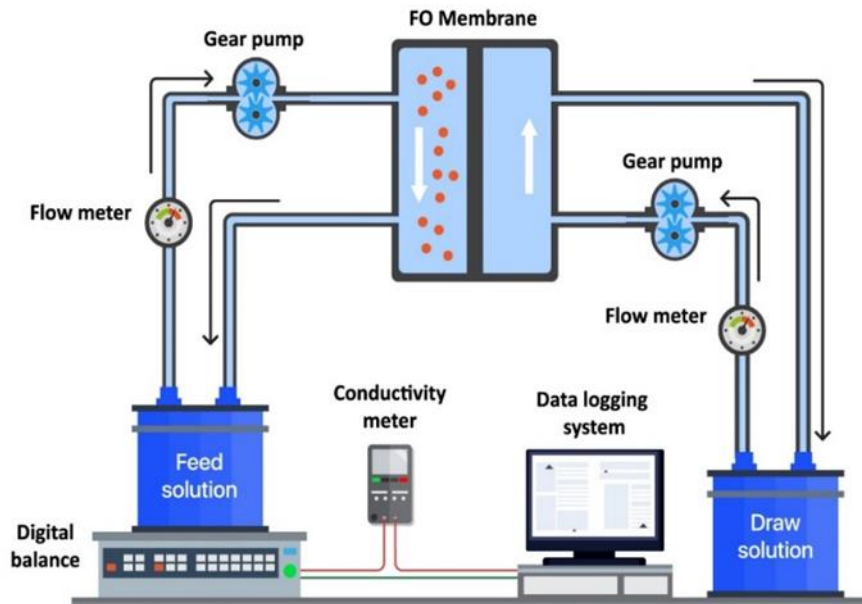 FO Membrane
Gear pump
Gear pump
Flow meter
Flow meter
Conductivity
meter
Data logging
system
Feed
solution
Digital
balance
Draw
solution